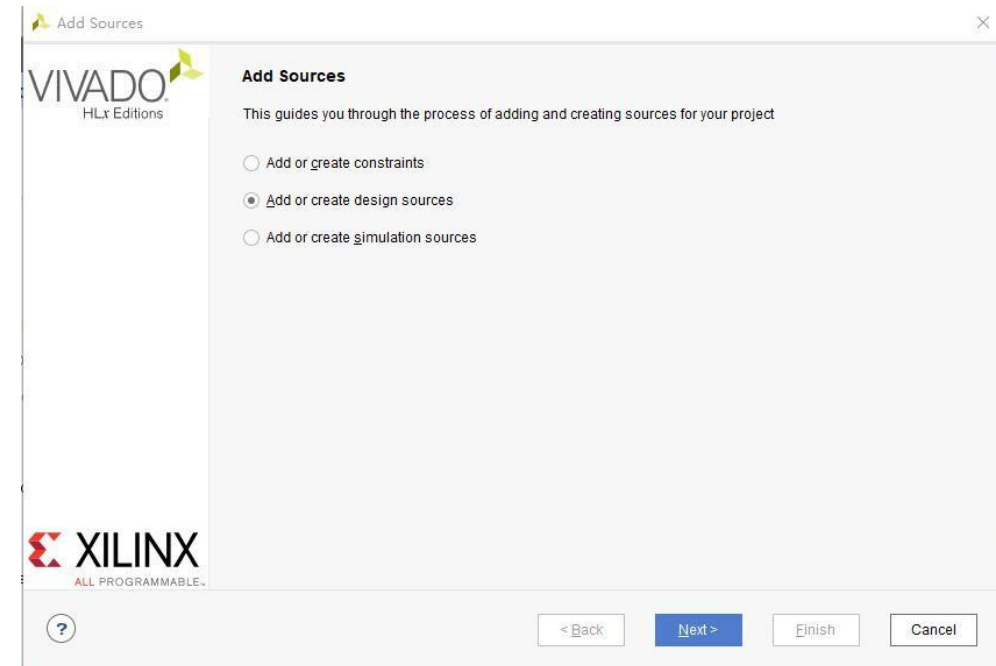 Add Sources
VIVADO
HLx Editions
Add Sources
This guides you through the process of adding and creating sources for your project
Add or create constraints
Add or create design sources
Add or create simulation sources
XILINX
ALL PROGRAMMABLE
?
< Back
Next >
Finish
Cancel